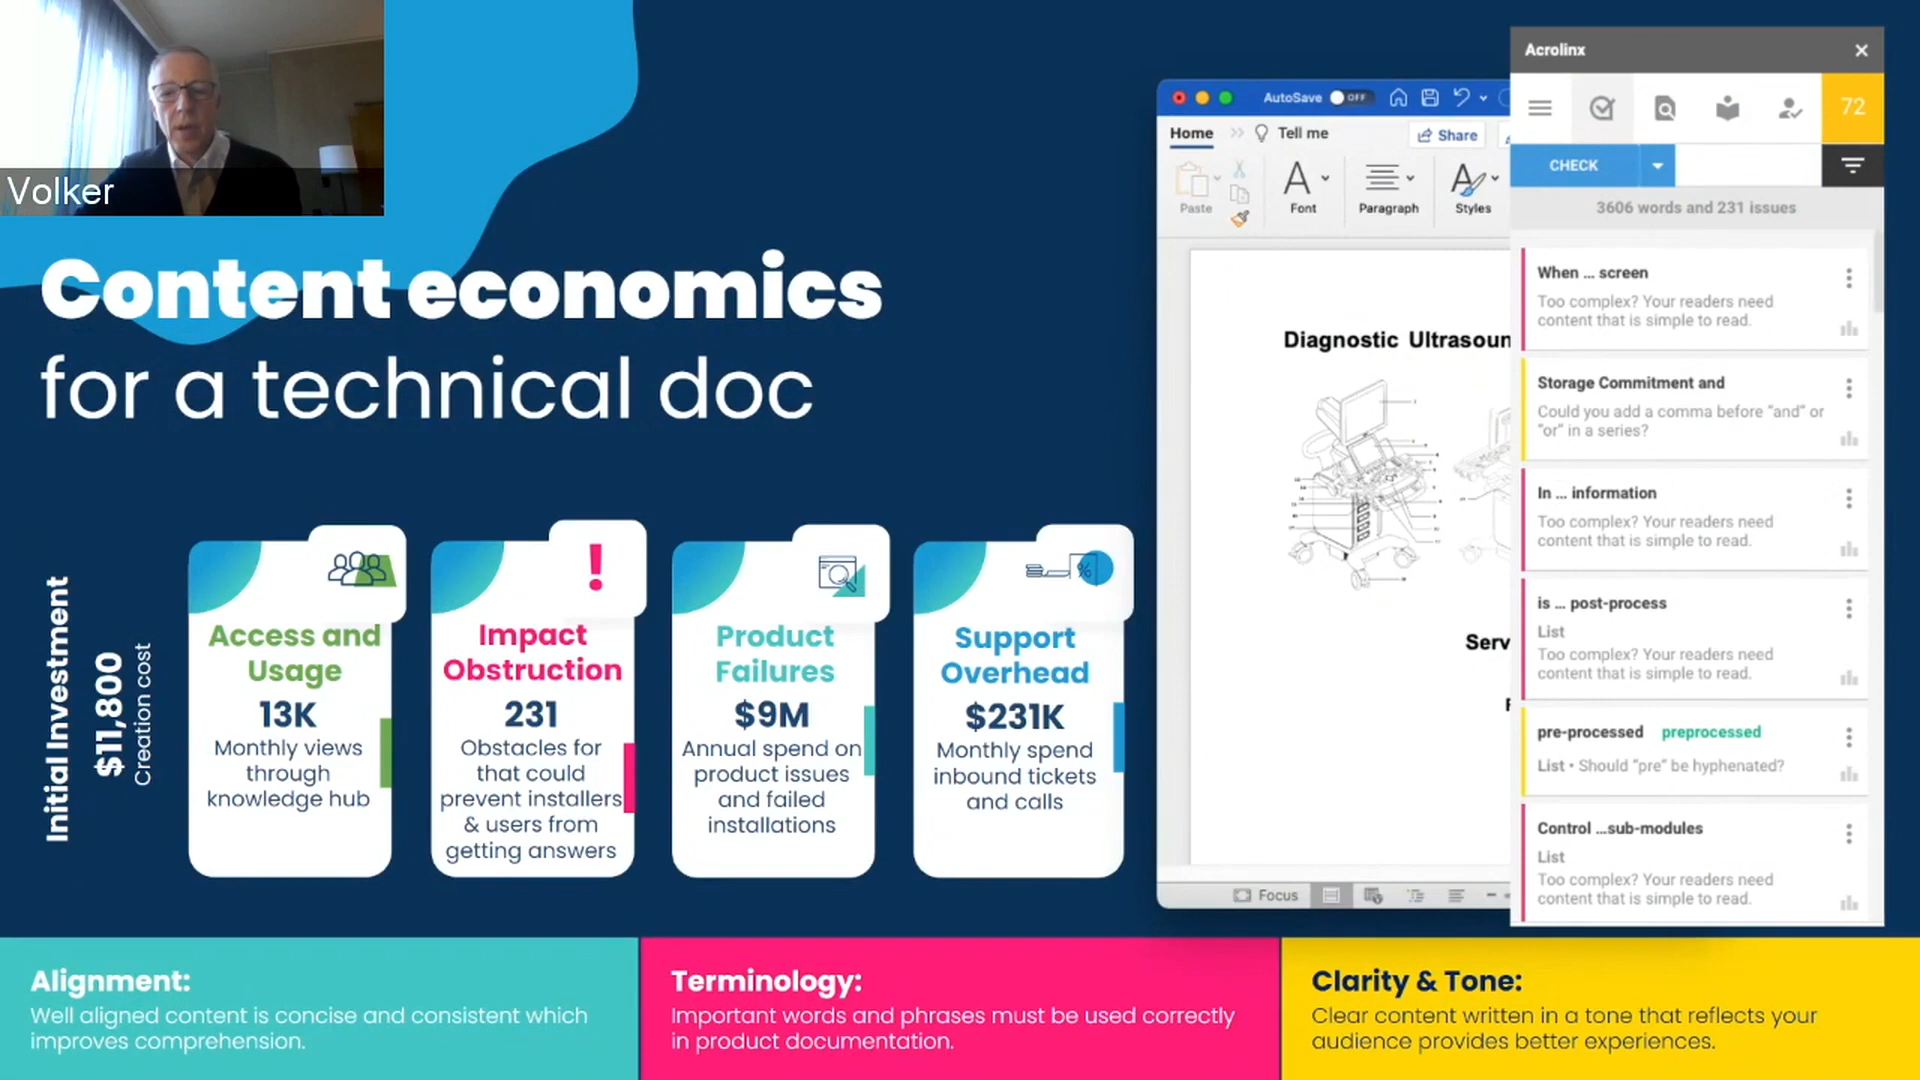 Volker
Content economics
for a technical doc
Initial Investment
$11,800
Creation cost
Access and
Usage
13K
Monthly views
through
knowledge hub
Impact
Obstruction
231
Obstacles for
that could
prevent installers
& users from
getting answers
Product
Failures
$9M
Annual spend on
product issues
and failed
installations
Support
Overhead
$231K
Monthly spend
inbound tickets
and calls
AutoSave OFF
Home
Tell me
Share
Paste
Font
Paragraph
Styles
Diagnostic Ultrasoun
Serv
Focus
Acrolinx
72
CHECK
3606 words and 231 issues
When ... screen
Too complex? Your readers need
content that is simple to read.
Storage Commitment and
Could you add a comma before "and" or
"or" in a series?
In ... information
Too complex? Your readers need
content that is simple to read.
is ... post-process
List
Too complex? Your readers need
content that is simple to read.
pre-processed preprocessed
List • Should "pre" be hyphenated?
Control ...sub-modules
List
Too complex? Your readers need
content that is simple to read.
Alignment:
Well aligned content is concise and consistent which
improves comprehension.
Terminology:
Important words and phrases must be used correctly
in product documentation.
Clarity & Tone:
Clear content written in a tone that reflects your
audience provides better experiences.